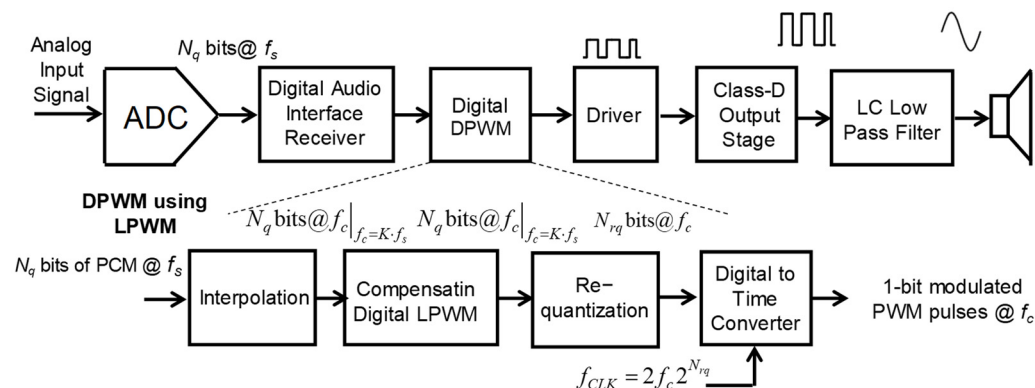 Analog
Input
Signal
N_q bits@ f_s
ADC
Digital Audio
Interface
Receiver
Digital
DPWM
Driver
Class-D
Output
Stage
LC Low
Pass Filter
DPWM using
LPWM
N_q bits@f_c|_{f_c=K·f_s}
N_q bits@f_c|_{f_c=K·f_s}
N_{rq} bits@f_c
N_q bits of PCM @ f_s
Interpolation
Compensatin
Digital LPWM
Re−
quantization
Digital to
Time
Converter
1-bit modulated
PWM pulses @ f_c
f_{CLK} = 2f_c 2^{N_{rq}}